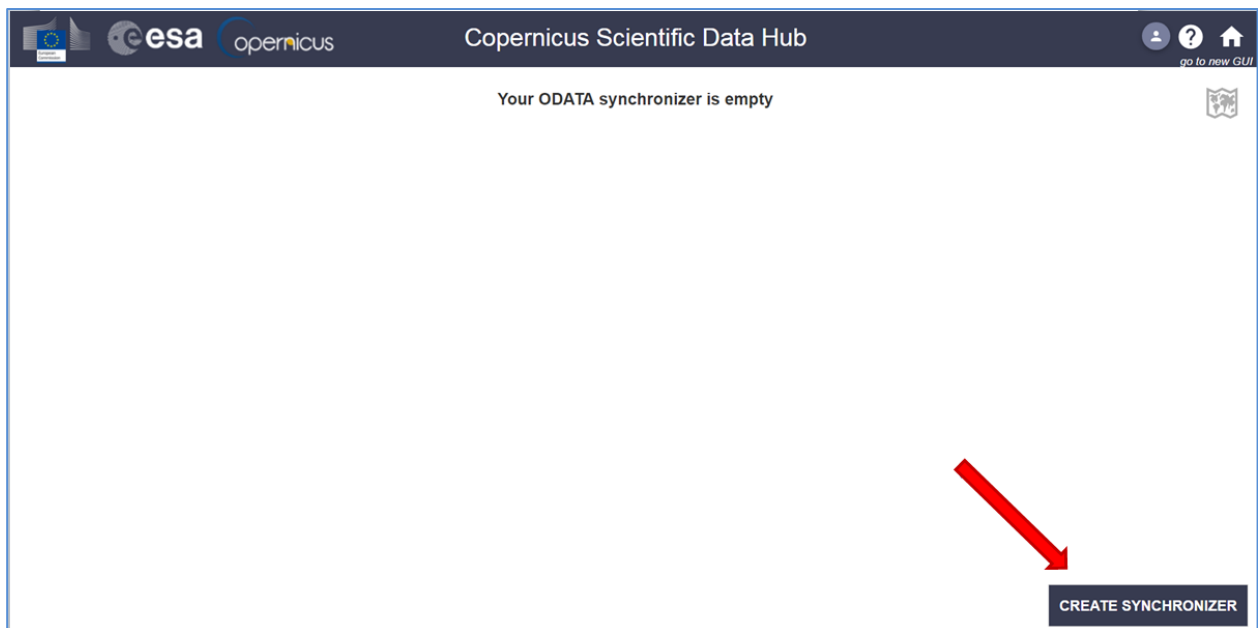 esa
opernicus
Copernicus Scientific Data Hub
go to new GUI
Your ODATA synchronizer is empty
CREATE SYNCHRONIZER